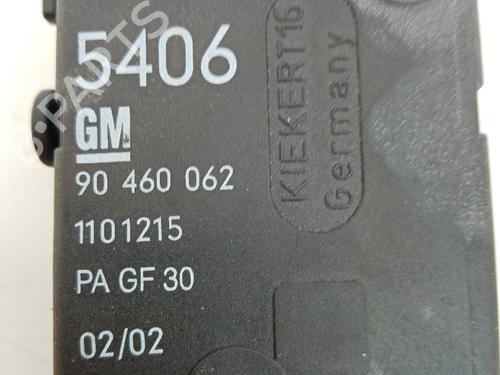 5406
GM
90 460 062
1101215
PA GF 30
02/02
KIEKERT16
Germany